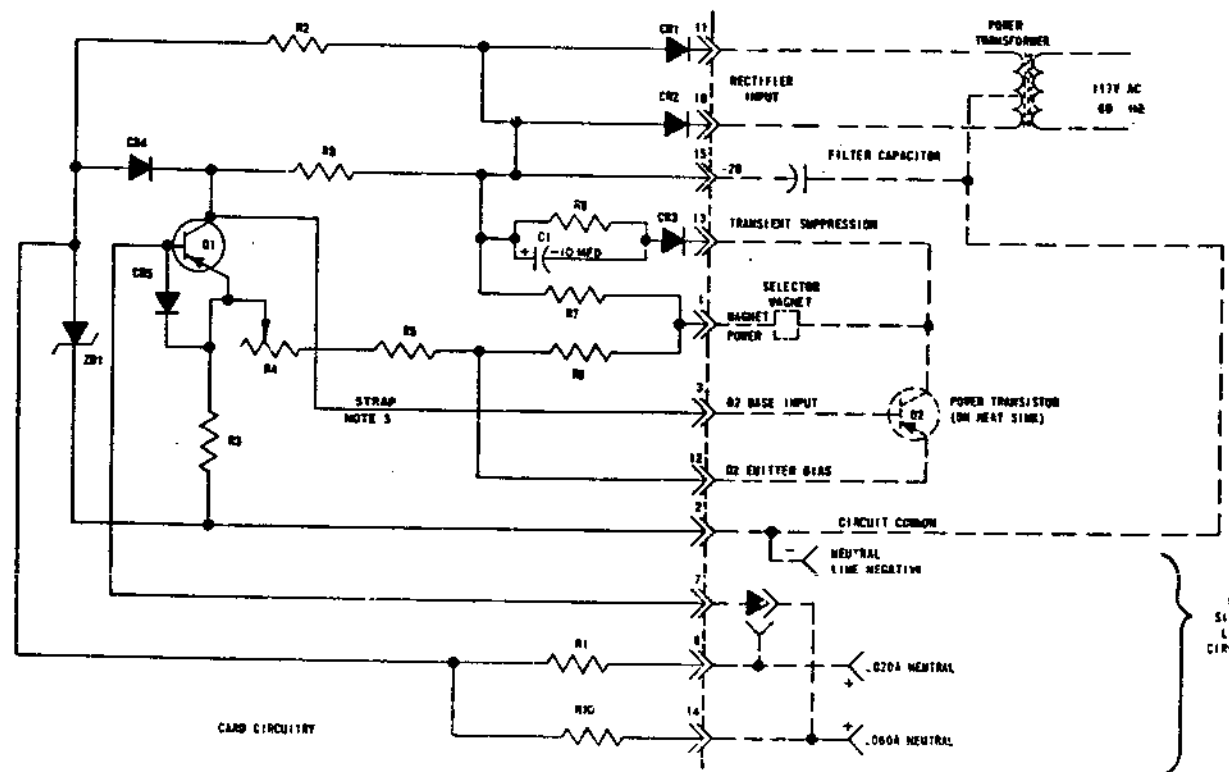 R2
CR1
11
POWER
TRANSFORMER
RECTIFIER
INPUT
117V AC
60 HZ
CR2
10
CR4
R9
15
-20
FILTER CAPACITOR
R8
CR3
13
TRANSIENT SUPPRESSION
C1
+
-10 MFD
Q1
CR5
R7
1
SELECTOR
MAGNET
MAGNET
POWER
ZR1
R4
R5
R6
STRAP
NOTE 3
3
Q2 BASE INPUT
Q2
POWER TRANSISTOR
(ON HEAT SINK)
R3
12
Q2 EMITTER BIAS
2
CIRCUIT COMMON
-
NEUTRAL
LINE NEGATIVE
7
R1
.020A NEUTRAL
+
R10
14
+
.060A NEUTRAL
CARD CIRCUITRY